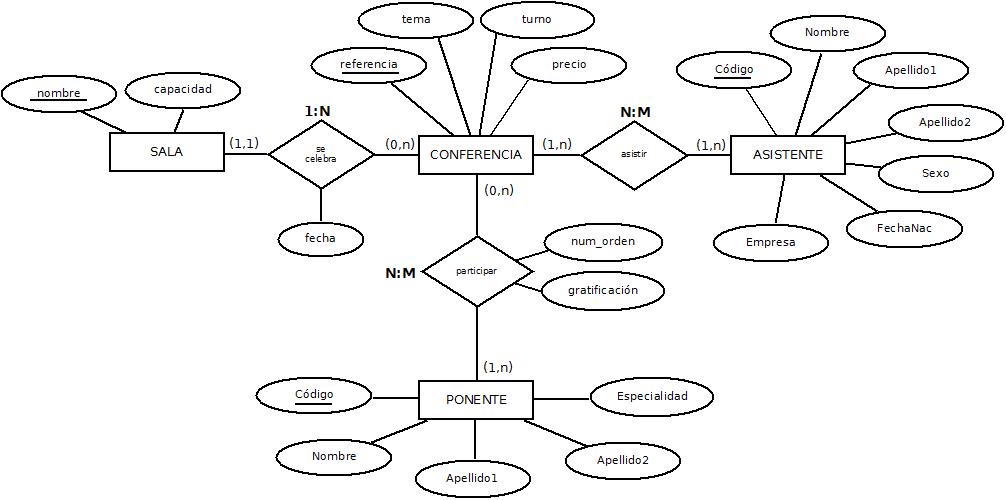 tema
turno
Nombre
referencia
precio
Código
Apellido1
nombre
capacidad
Apellido2
1:N
N:M
SALA
(1,1)
se
celebra
(0,n)
CONFERENCIA
(1,n)
asistir
(1,n)
ASISTENTE
Sexo
(0,n)
fecha
num_orden
Empresa
FechaNac
N:M
participar
gratificación
(1,n)
Código
PONENTE
Especialidad
Nombre
Apellido1
Apellido2